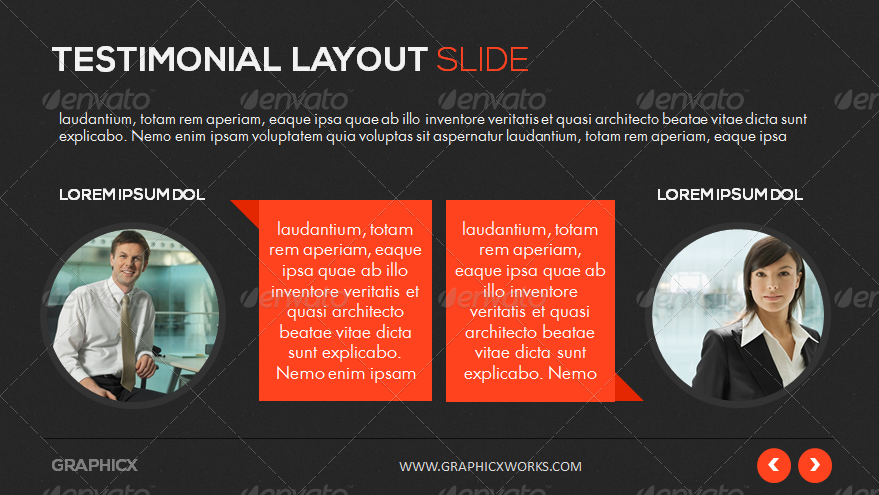 TESTIMONIAL LAYOUT SLIDE
laudantium, totam rem aperiam, eaque ipsa quae ab illo inventore veritatis et quasi architecto beatae vitae dicta sunt
explicabo. Nemo enim ipsam voluptatem quia voluptas sit aspernatur laudantium, totam rem aperiam, eaque ipsa
LOREM IPSUM DOL
laudantium, totam
rem aperiam, eaque
ipsa quae ab illo
inventore veritatis et
quasi architecto
beatae vitae dicta
sunt explicabo.
Nemo enim ipsam
laudantium, totam
rem aperiam,
eaque ipsa quae ab
illo inventore
veritatis et quasi
architecto beatae
vitae dicta sunt
explicabo. Nemo
LOREM IPSUM DOL
GRAPHICX
WWW.GRAPHICXWORKS.COM
envato
envato
envato
envato
envato
envato
envato
envato